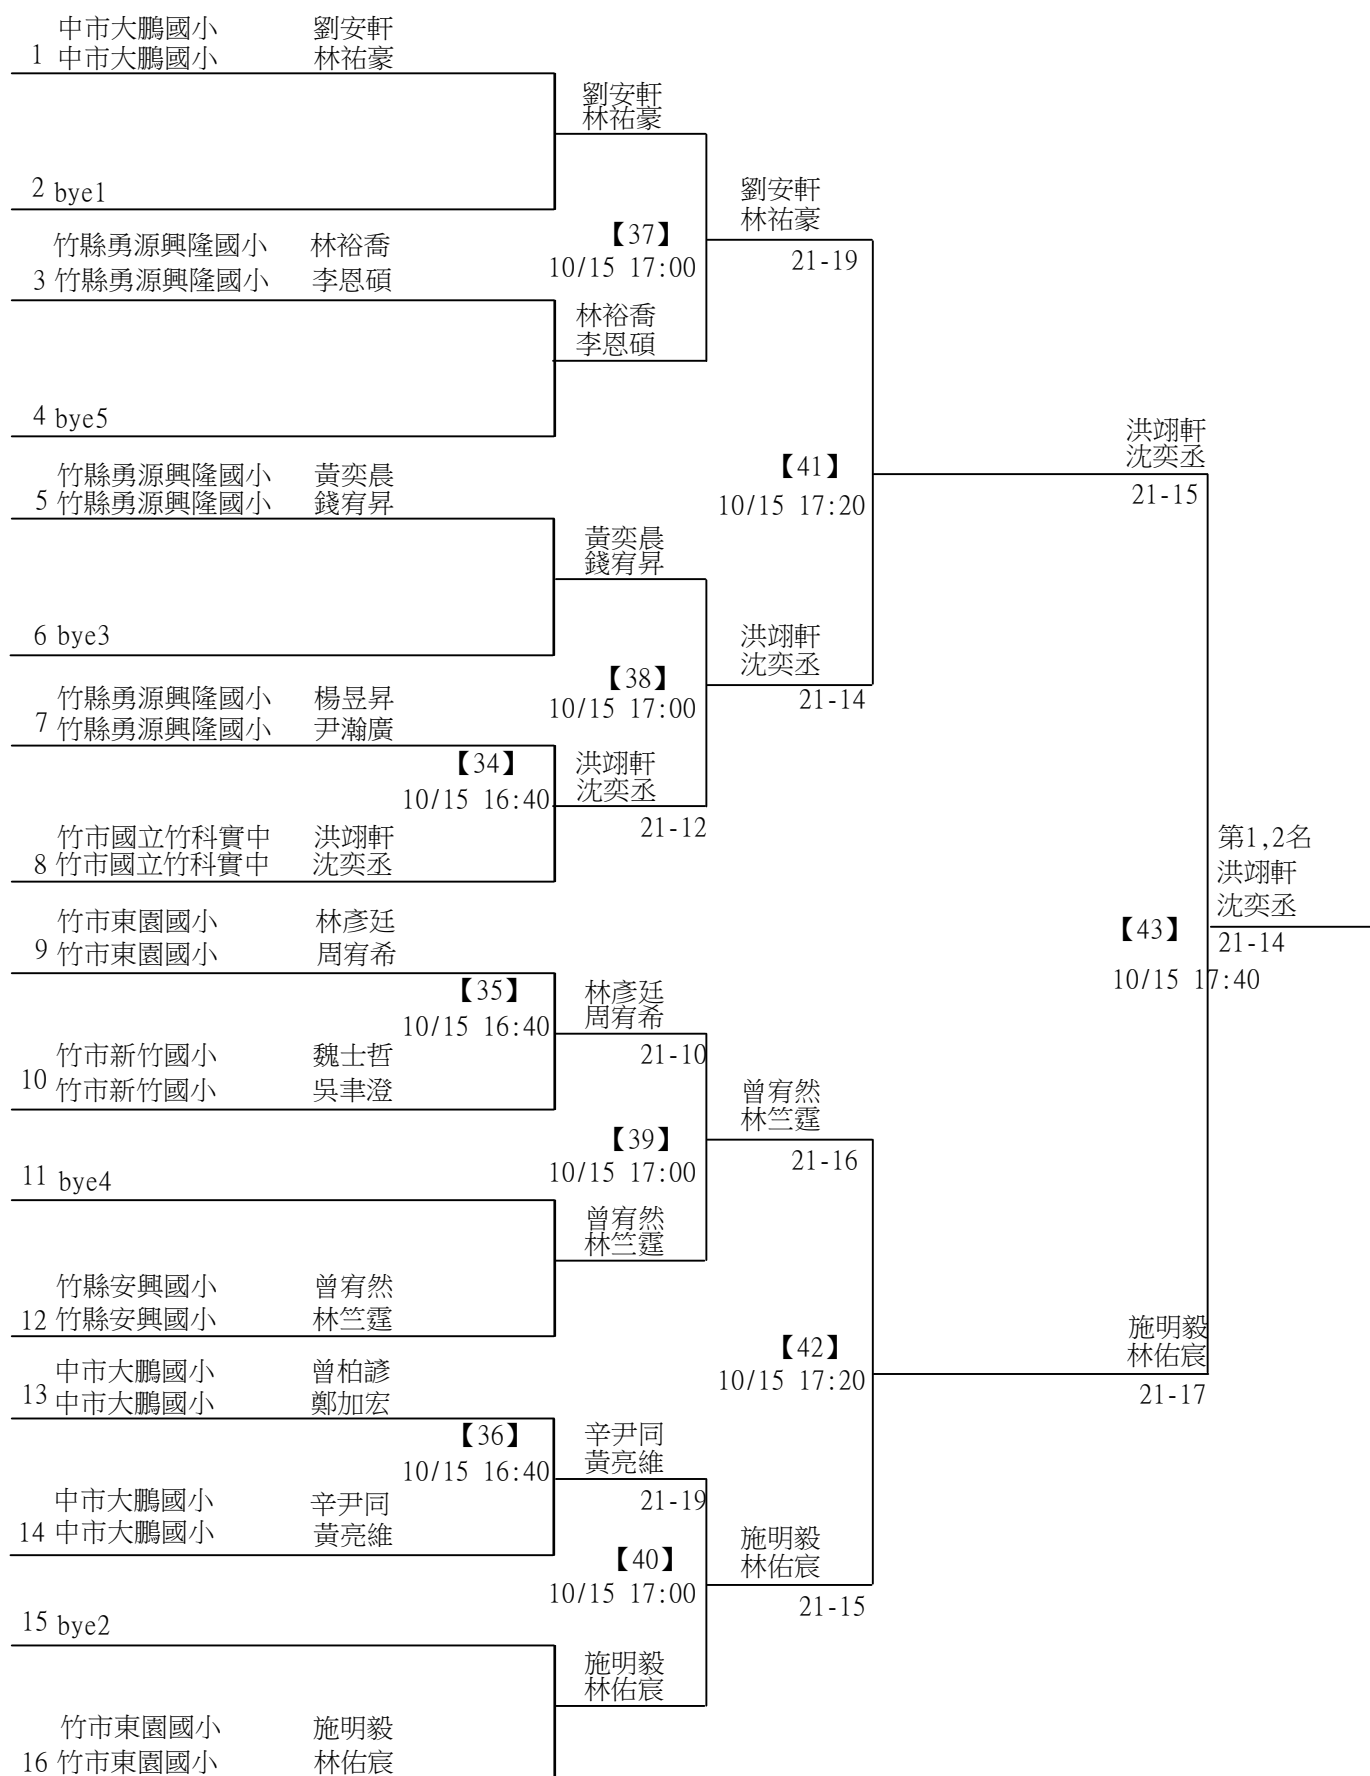 中市大鵬國小 劉安軒
1 中市大鵬國小 林祐豪
劉安軒
林祐豪
2 bye1
劉安軒
林祐豪
21-19
【37】
10/15 17:00
竹縣勇源興隆國小 林裕喬
3 竹縣勇源興隆國小 李恩碩
林裕喬
李恩碩
4 bye5
洪翊軒
沈奕丞
21-15
【41】
10/15 17:20
竹縣勇源興隆國小 黃奕晨
5 竹縣勇源興隆國小 錢宥昇
黃奕晨
錢宥昇
6 bye3
洪翊軒
沈奕丞
21-14
【38】
10/15 17:00
竹縣勇源興隆國小 楊昱昇
7 竹縣勇源興隆國小 尹瀚廣
【34】
10/15 16:40
洪翊軒
沈奕丞
21-12
竹市國立竹科實中 洪翊軒
8 竹市國立竹科實中 沈奕丞
第1,2名
洪翊軒
沈奕丞
21-14
【43】
10/15 17:40
竹市東園國小 林彥廷
9 竹市東園國小 周宥希
【35】
10/15 16:40
林彥廷
周宥希
21-10
竹市新竹國小 魏士哲
10 竹市新竹國小 吳聿澄
曾宥然
林竺霆
21-16
【39】
10/15 17:00
11 bye4
曾宥然
林竺霆
竹縣安興國小 曾宥然
12 竹縣安興國小 林竺霆
施明毅
林佑宸
21-17
【42】
10/15 17:20
中市大鵬國小 曾柏諺
13 中市大鵬國小 鄭加宏
【36】
10/15 16:40
辛尹同
黃亮維
21-19
中市大鵬國小 辛尹同
14 中市大鵬國小 黃亮維
施明毅
林佑宸
21-15
【40】
10/15 17:00
15 bye2
施明毅
林佑宸
竹市東園國小 施明毅
16 竹市東園國小 林佑宸